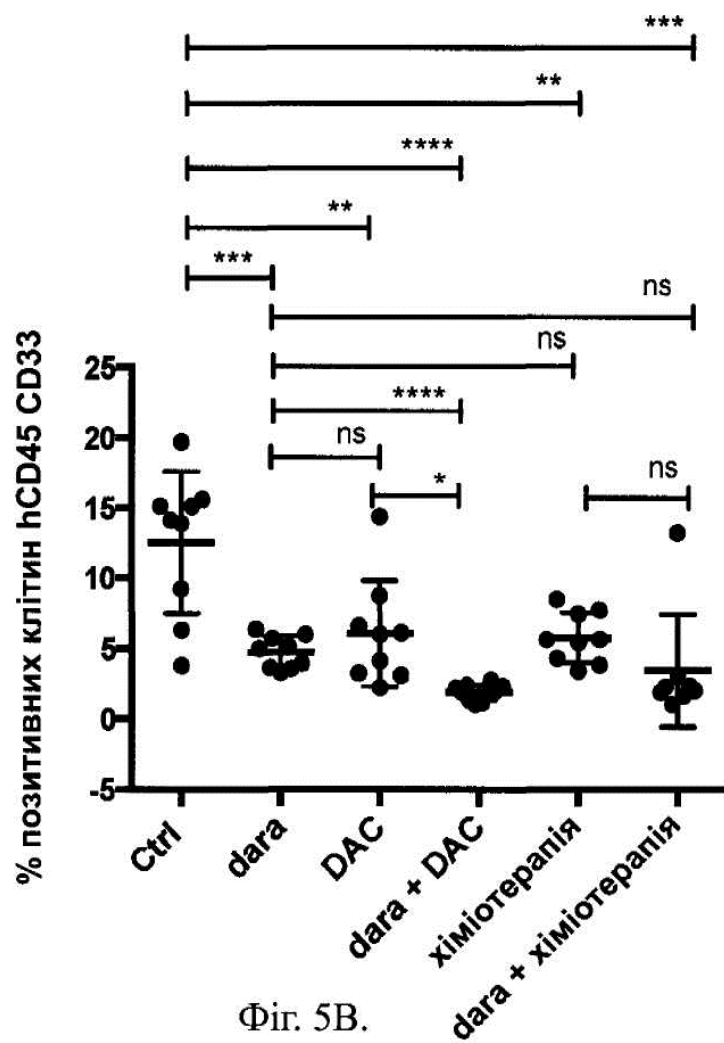 ***
**
****
**
***
ns
ns
****
ns
*
ns
% позитивних клітин hCD45 CD33
25
20
15
10
5
0
-5
Ctrl
dara
DAC
dara + DAC
хіміотерапія
dara + хіміотерапія
Фіг. 5B.